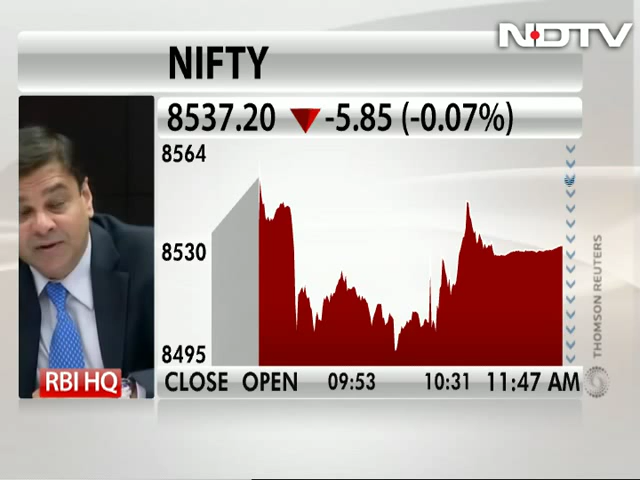 NDTV
NIFTY
8537.20 ▼ -5.85 (-0.07%)
8564
8530
8495
RBI HQ
CLOSE OPEN 09:53 10:31 11:47 AM
THOMSON REUTERS